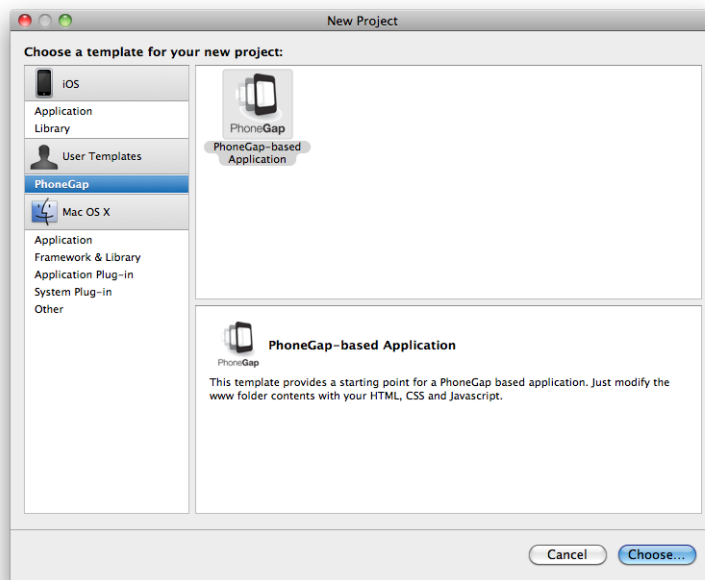 New Project
Choose a template for your new project:
iOS
Application
Library
User Templates
PhoneGap
Mac OS X
Application
Framework & Library
Application Plug-in
System Plug-in
Other
PhoneGap
PhoneGap-based
Application
PhoneGap
PhoneGap-based Application
This template provides a starting point for a PhoneGap based application. Just modify the
www folder contents with your HTML, CSS and Javascript.
Cancel
Choose...